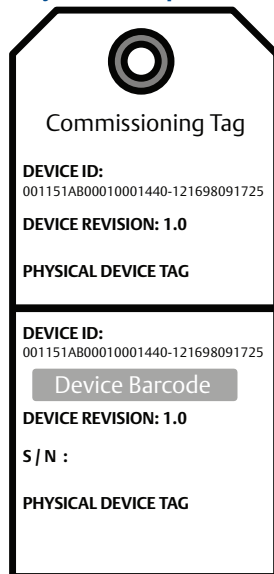 Commissioning Tag
DEVICE ID:
001151AB00010001440-121698091725
DEVICE REVISION: 1.0
PHYSICAL DEVICE TAG
DEVICE ID:
001151AB00010001440-121698091725
Device Barcode
DEVICE REVISION: 1.0
S / N :
PHYSICAL DEVICE TAG